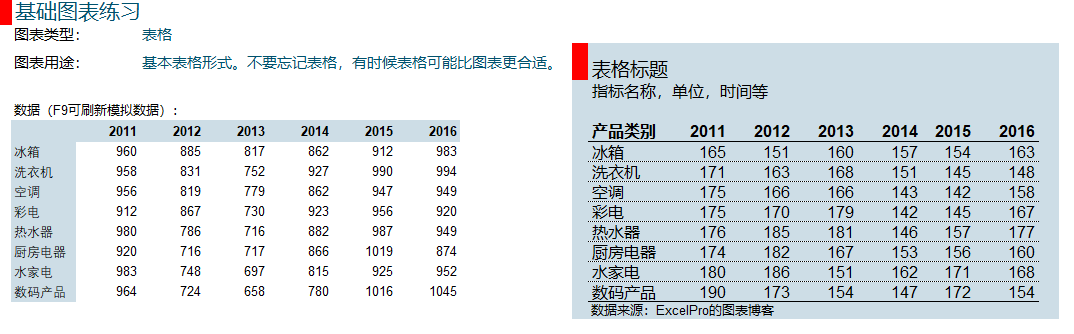 基础图表练习
图表类型： 表格
图表用途： 基本表格形式。不要忘记表格，有时候表格可能比图表更合适。
数据（F9可刷新模拟数据）：
2011 2012 2013 2014 2015 2016
冰箱 960 885 817 862 912 983
洗衣机 958 831 752 927 990 994
空调 956 819 779 862 947 949
彩电 912 867 730 923 956 920
热水器 980 786 716 882 987 949
厨房电器 920 716 717 866 1019 874
水家电 983 748 697 815 925 952
数码产品 964 724 658 780 1016 1045
表格标题
指标名称，单位，时间等
产品类别 2011 2012 2013 2014 2015 2016
冰箱 165 151 160 157 154 163
洗衣机 171 163 168 151 145 148
空调 175 166 166 143 142 158
彩电 175 170 179 142 145 167
热水器 176 185 181 146 157 177
厨房电器 174 182 167 153 156 160
水家电 180 186 151 162 171 168
数码产品 190 173 154 147 172 154
数据来源：ExcelPro的图表博客